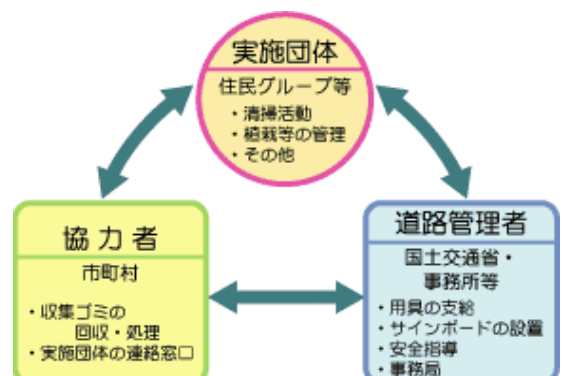 実施団体
住民グループ等
・清掃活動
・植栽等の管理
・その他
協力者
市町村
・収集ゴミの
回収・処理
・実施団体の連絡窓口
道路管理者
国土交通省・
事務所等
・用具の支給
・サインボードの設置
・安全指導
・事務局